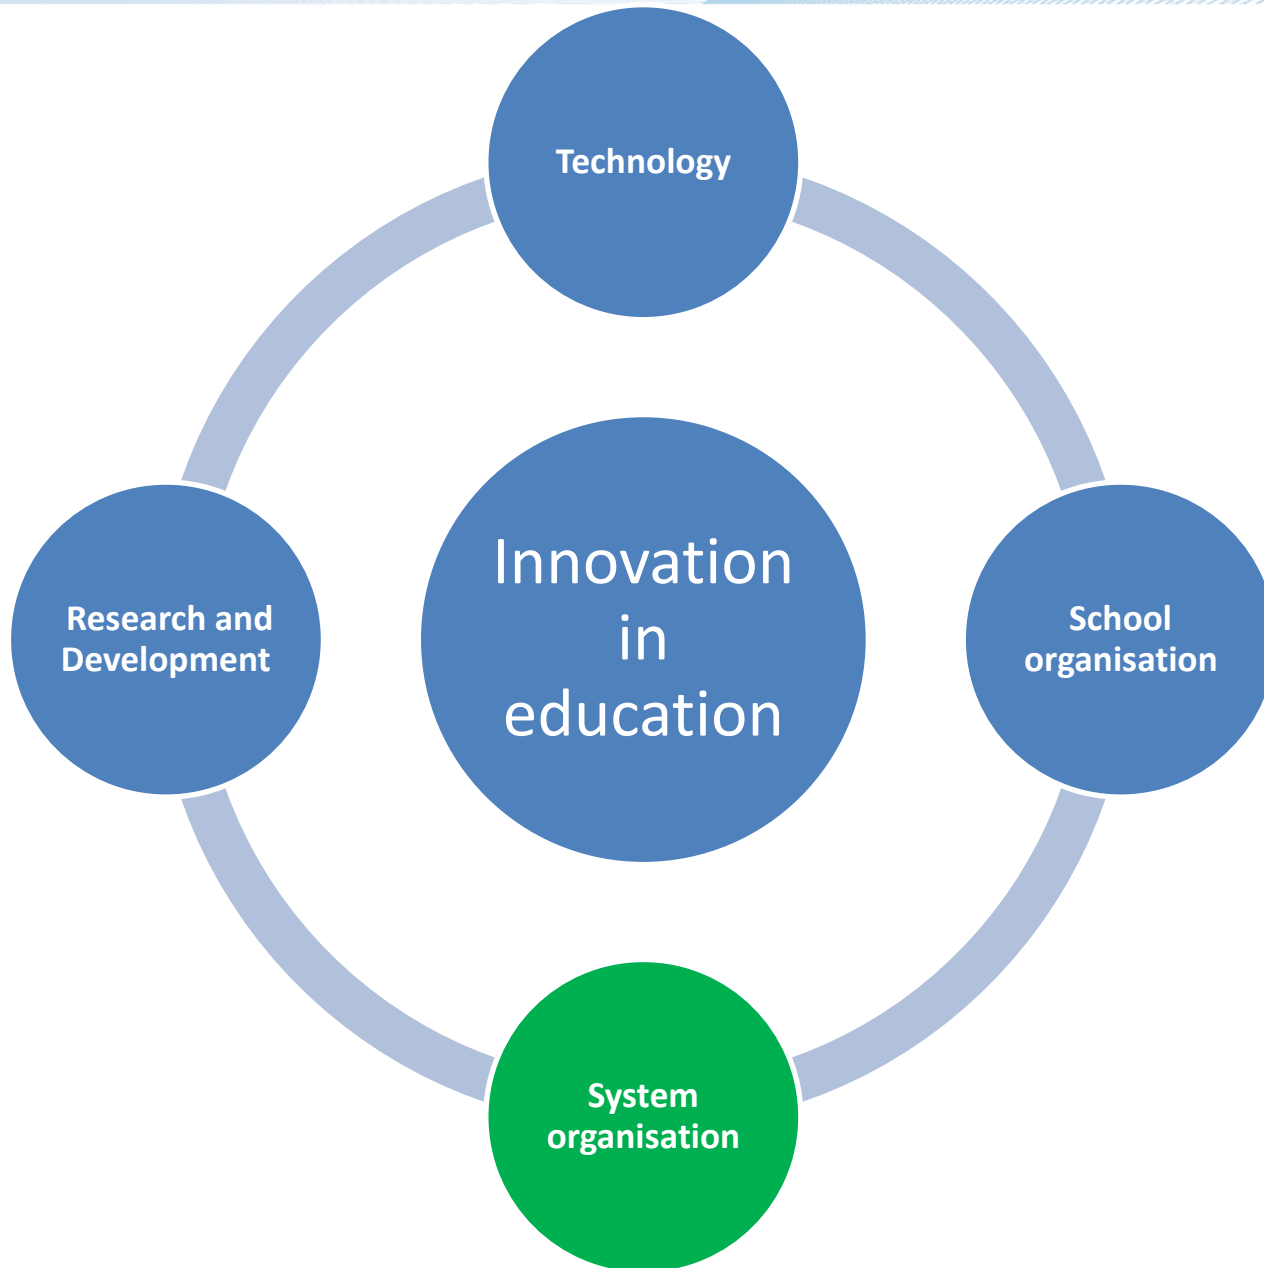 Technology
Research and
Development
Innovation
in
education
School
organisation
System
organisation